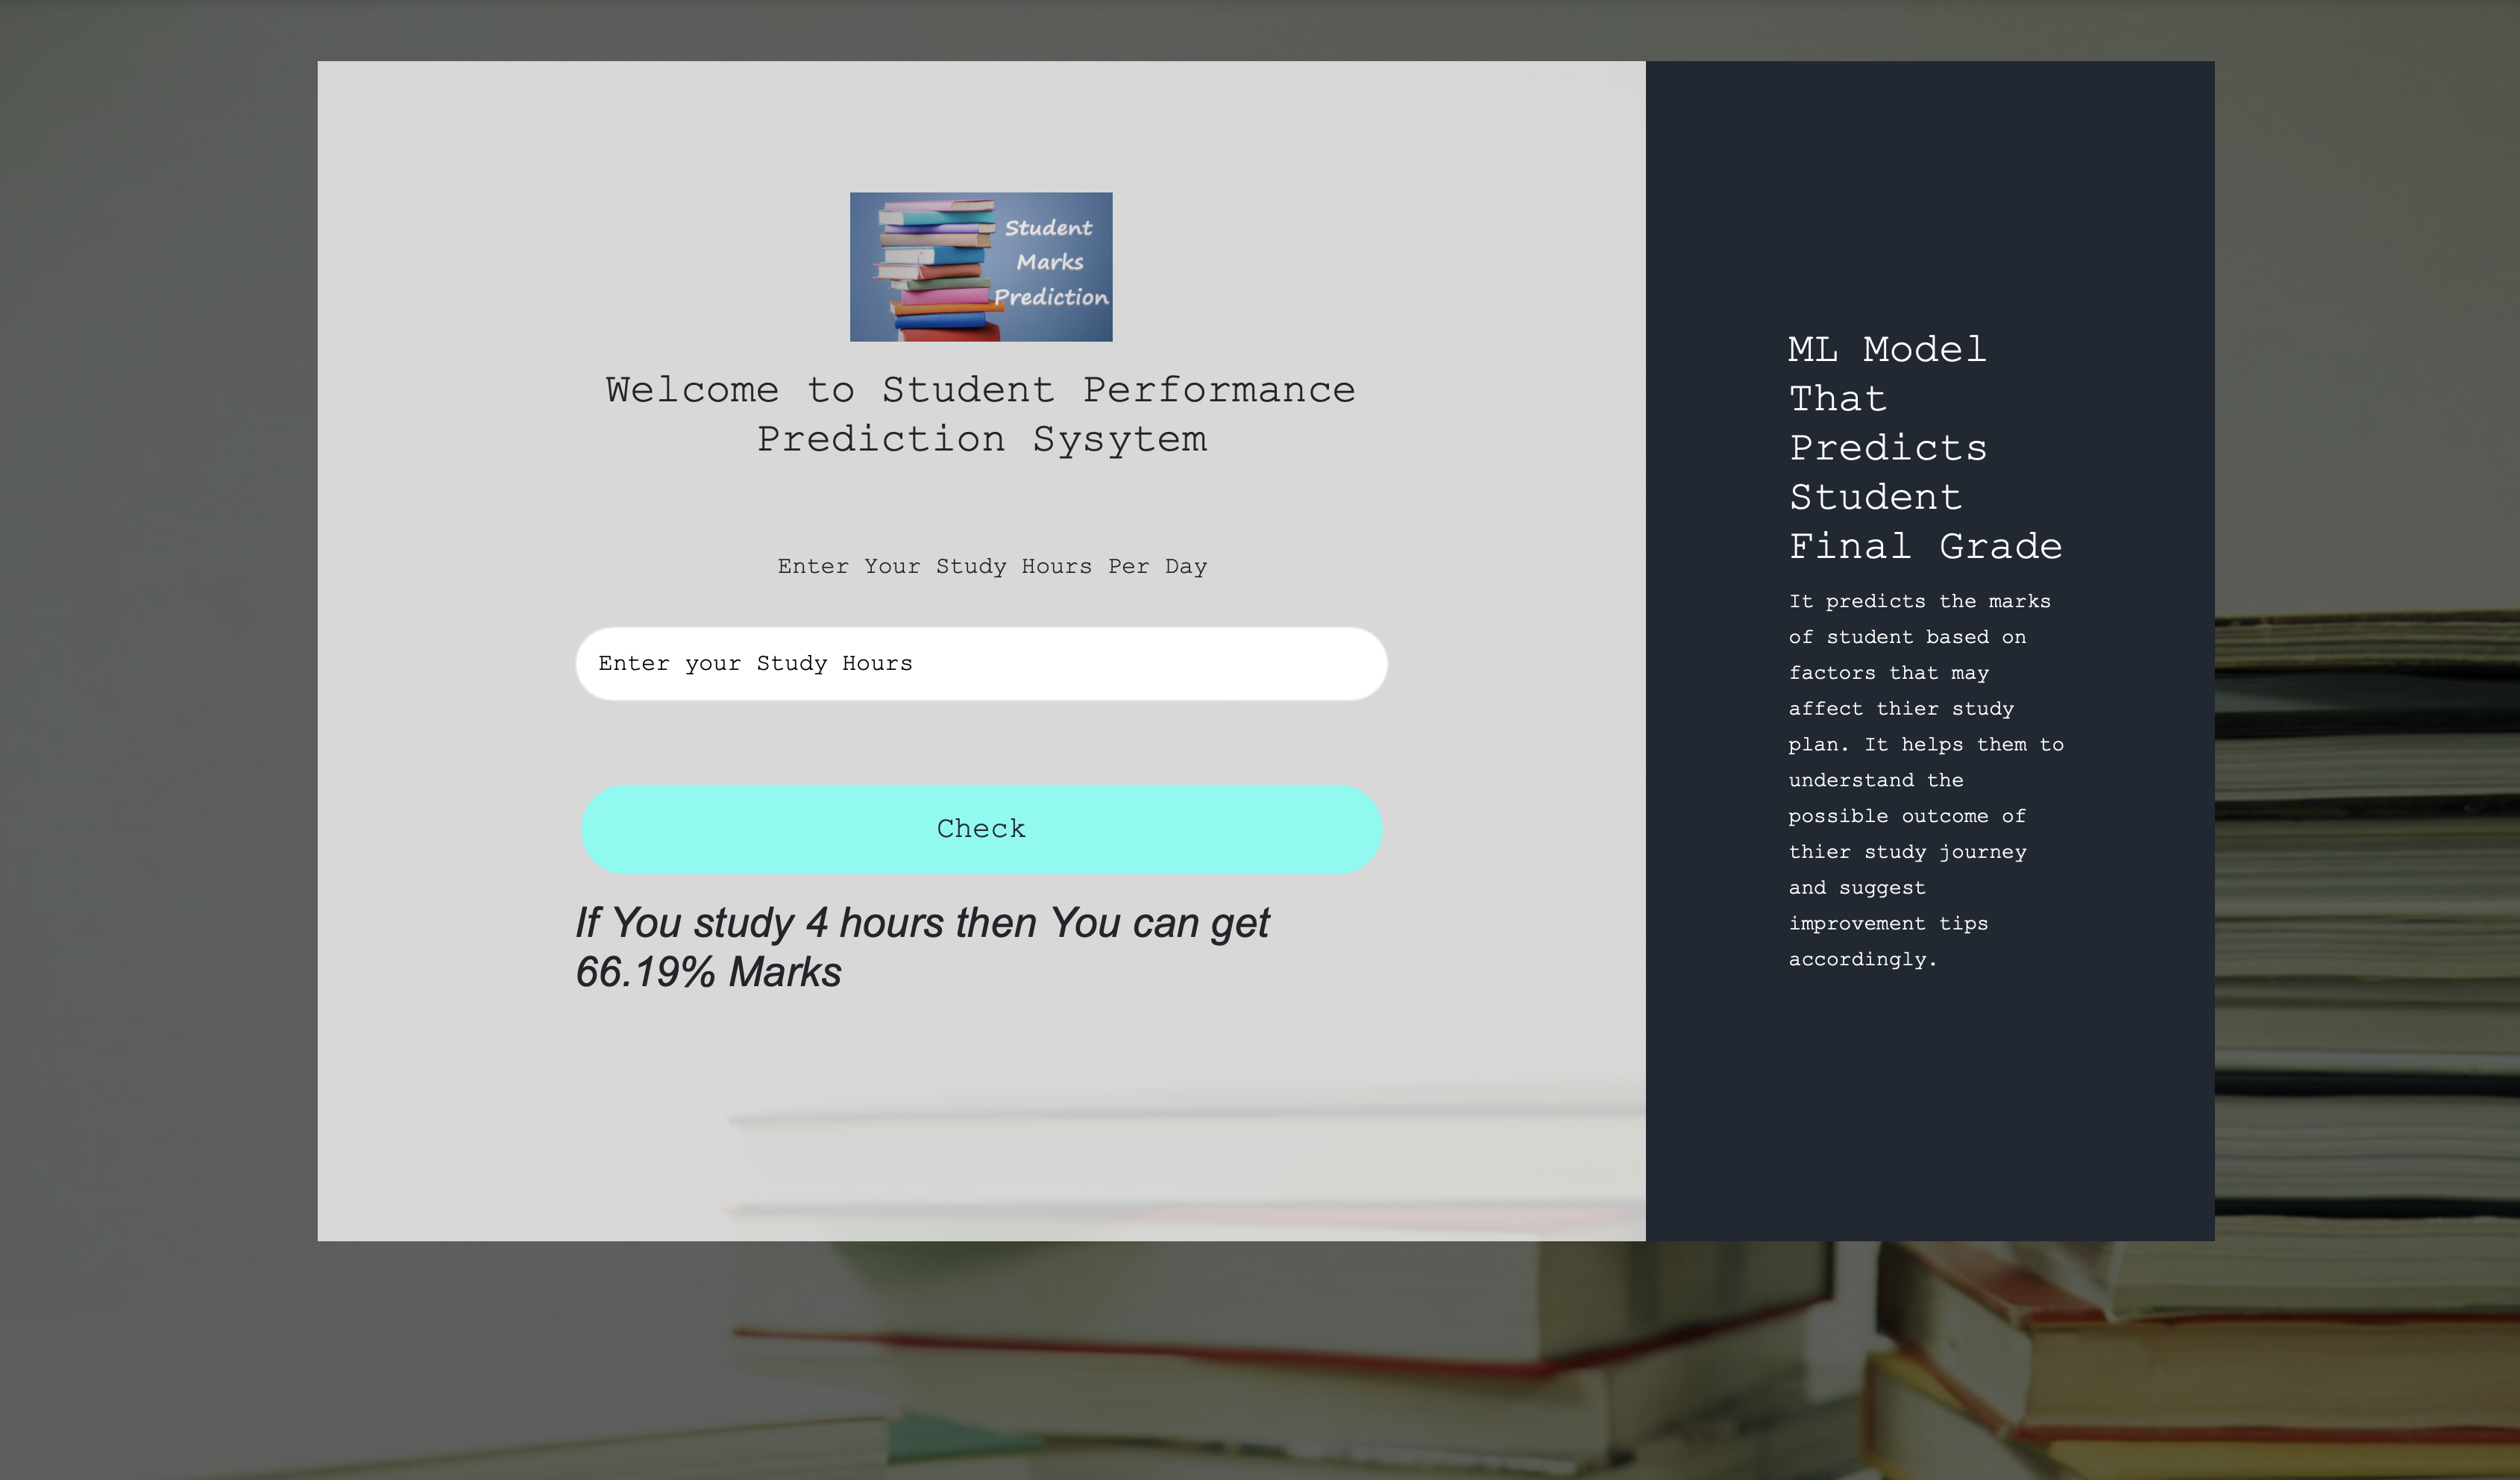 Student
Marks
Prediction
Welcome to Student Performance
Prediction Sysytem
Enter Your Study Hours Per Day
Enter your Study Hours
Check
If You study 4 hours then You can get
66.19% Marks
ML Model
That
Predicts
Student
Final Grade
It predicts the marks
of student based on
factors that may
affect thier study
plan. It helps them to
understand the
possible outcome of
thier study journey
and suggest
improvement tips
accordingly.